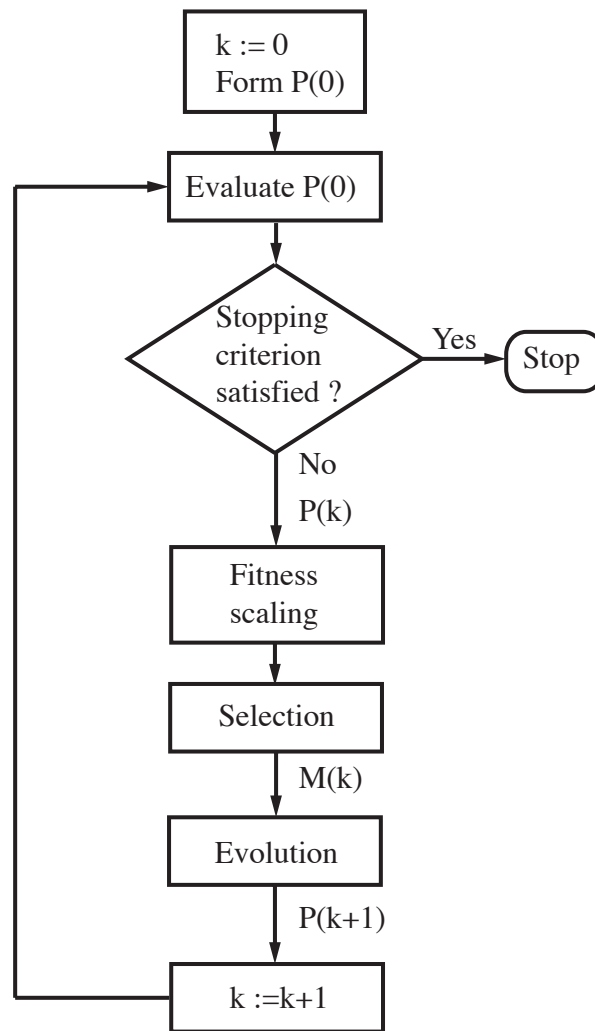 k := 0
Form P(0)
Evaluate P(0)
Stopping
criterion
satisfied ?
Yes
Stop
No
P(k)
Fitness
scaling
Selection
M(k)
Evolution
P(k+1)
k :=k+1